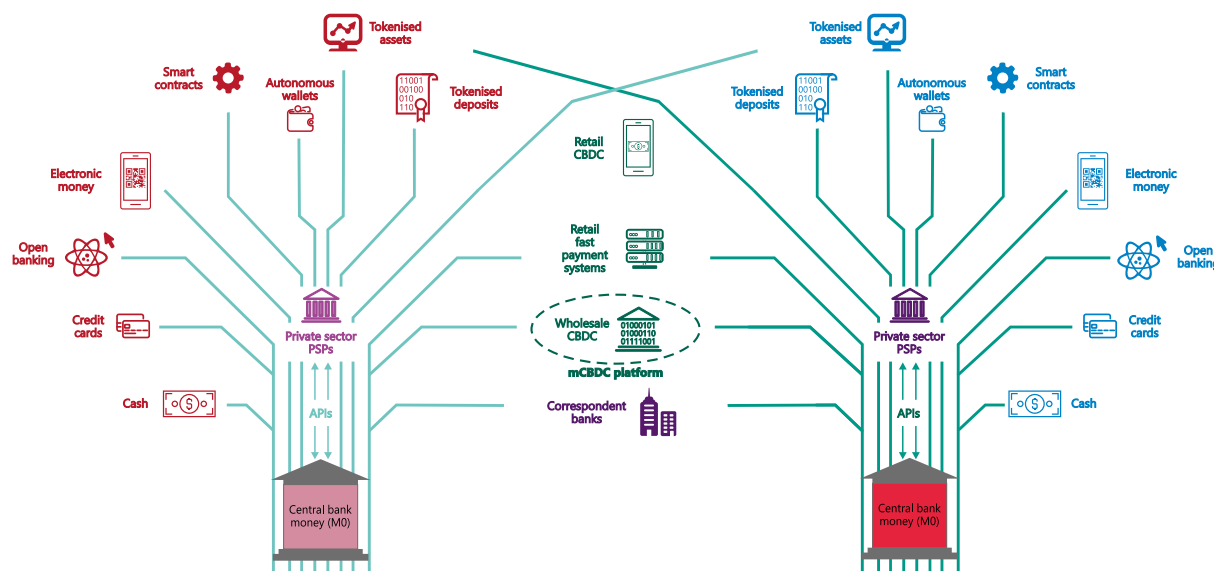 Tokenised
assets
Tokenised
assets
Smart
contracts
Autonomous
wallets
11001
00100
010
110
Tokenised
deposits
Tokenised
deposits
11001
00100
010
110
Autonomous
wallets
Smart
contracts
Retail
CBDC
$
Electronic
money
Electronic
money
Open
banking
Retail
fast
payment
systems
Open
banking
Credit
cards
Private sector
PSPs
Wholesale
CBDC
01000101
01000110
01111001
mCBDC platform
Private sector
PSPs
Credit
cards
Cash
$
APIs
Correspondent
banks
APIs
$
Cash
Central bank
money (M0)
Central bank
money (M0)